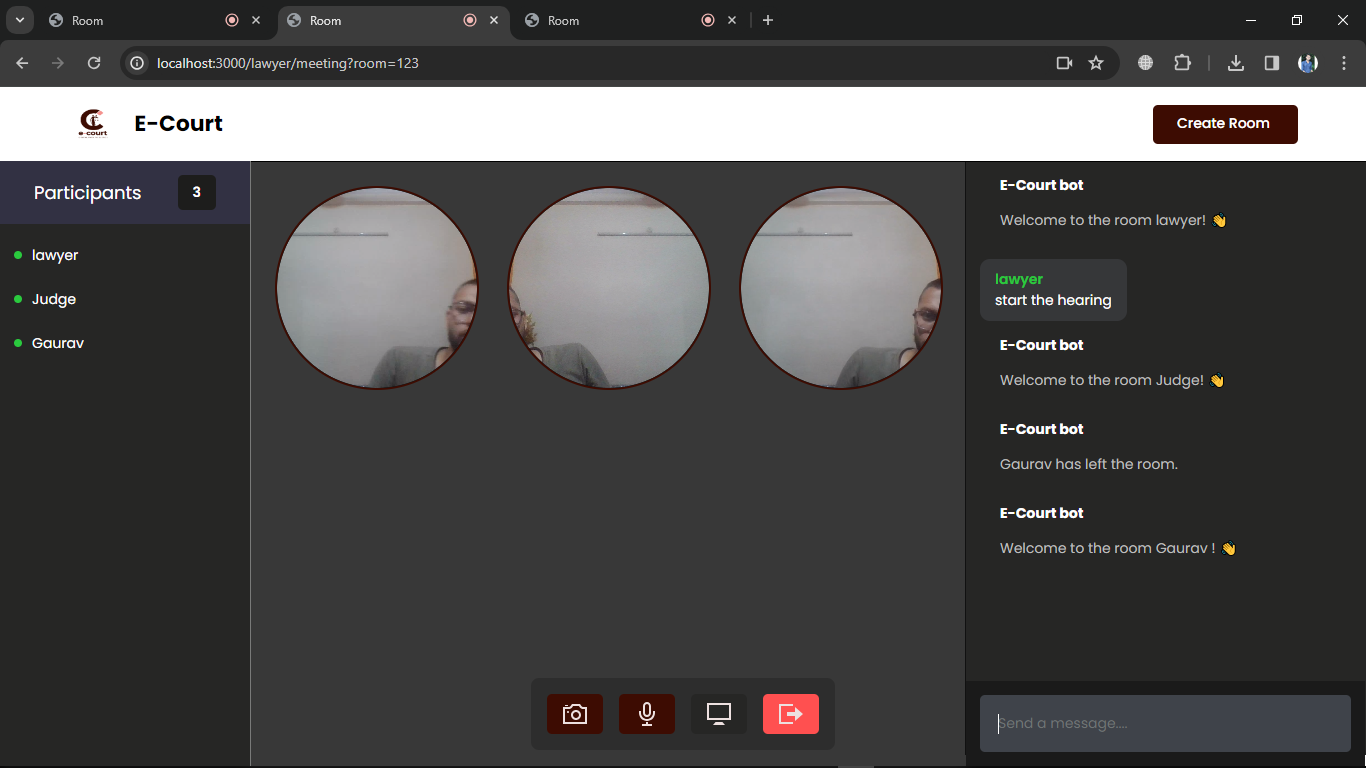 Room
Room
Room
localhost:3000/lawyer/meeting?room=123
e-court
E-Court
Create Room
Participants 3
lawyer
Judge
Gaurav
E-Court bot
Welcome to the room lawyer! 👋
lawyer
start the hearing
E-Court bot
Welcome to the room Judge! 👋
E-Court bot
Gaurav has left the room.
E-Court bot
Welcome to the room Gaurav ! 👋
Send a message....